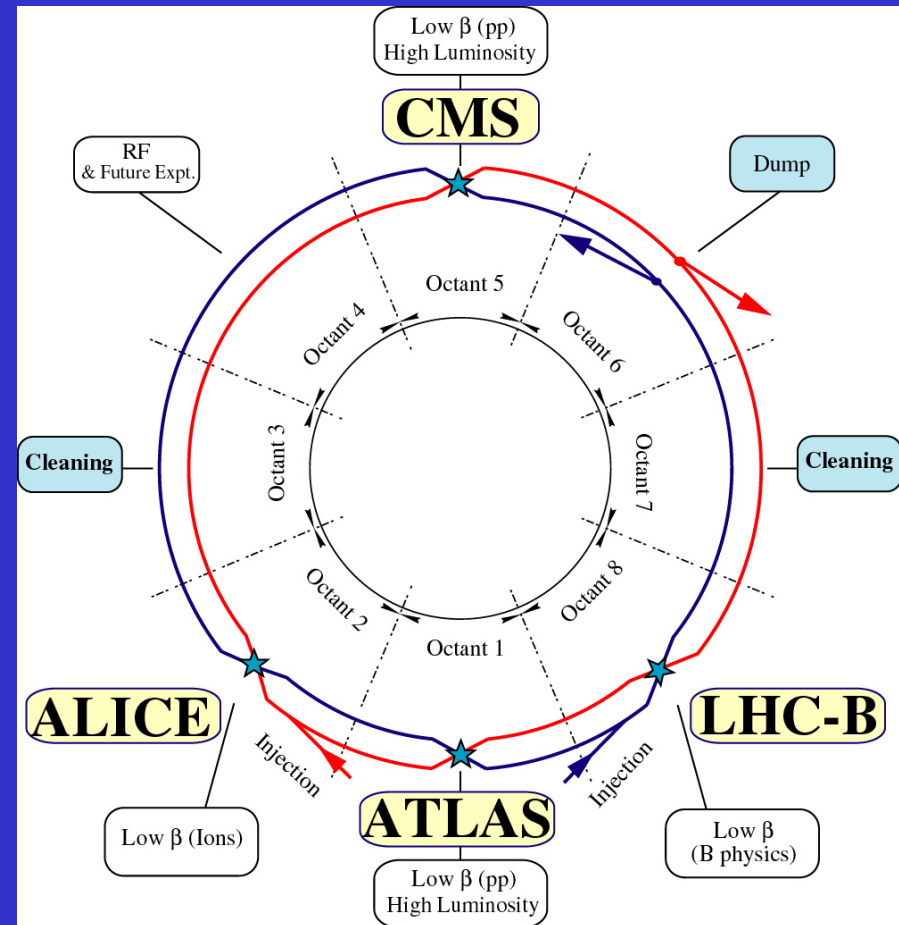 Low β (pp)
High Luminosity
CMS
RF
& Future Expt.
Dump
Octant 5
Octant 4
Octant 6
Cleaning
Octant 3
Octant 7
Cleaning
Octant 2
Octant 8
Octant 1
ALICE
LHC-B
Injection
Injection
ATLAS
Low β (Ions)
Low β
(B physics)
Low β (pp)
High Luminosity